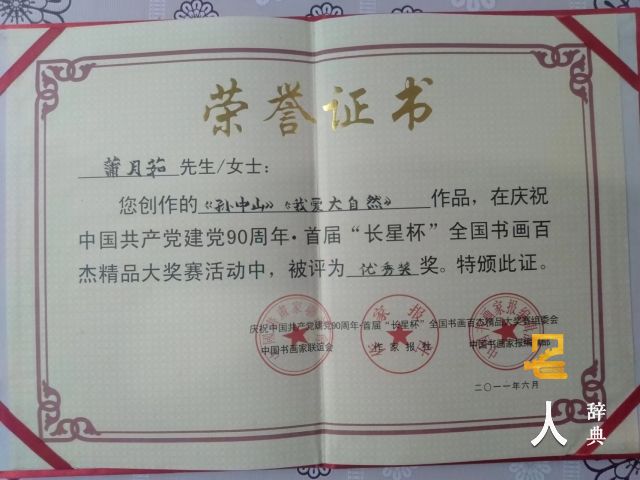 荣誉证书
萧月茹 先生/女士：
您创作的《孙中山》《我爱大自然》 作品，在庆祝
中国共产党建党90周年·首届“长星杯”全国书画百
杰精品大奖赛活动中，被评为 优秀奖 奖。特颁此证。
庆祝中国共产党建党90周年·首届“长星杯”全国书画百杰精品大奖赛组委会
中国书画家联谊会 作家报社 中国书画家报编辑部
二〇一一年六月
名
人
辞典